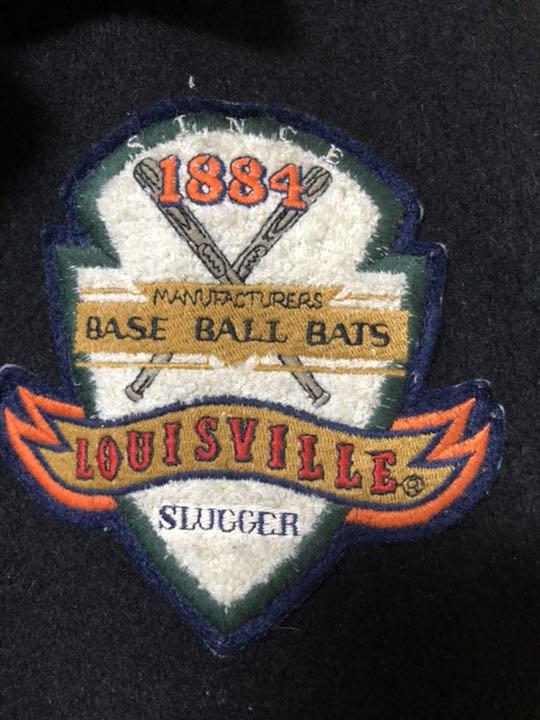 SINCE
1884
MANUFACTURERS
BASE BALL BATS
LOUISVILLE®
SLUGGER